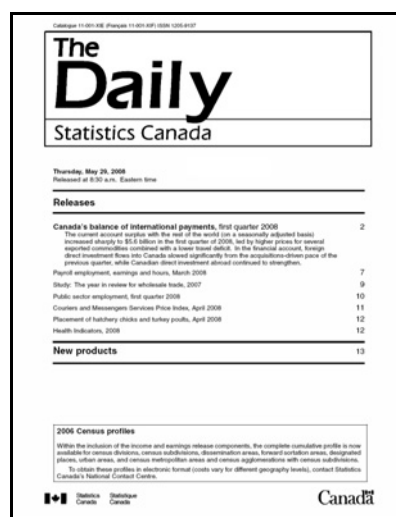 Catalogue 11-001-XIE (Français 11-001-XIF) ISSN 1205-9137
The
Daily
Statistics Canada
Thursday, May 29, 2008
Released at 8:30 a.m. Eastern time
Releases
Canada's balance of international payments, first quarter 2008 2
The current account surplus with the rest of the world (on a seasonally adjusted basis)
increased sharply to $5.6 billion in the first quarter of 2008, led by higher prices for several
exported commodities combined with a lower travel deficit. In the financial account, foreign
direct investment flows into Canada slowed significantly from the acquisitions-driven pace of the
previous quarter, while Canadian direct investment abroad continued to strengthen.
Payroll employment, earnings and hours, March 2008 7
Study: The year in review for wholesale trade, 2007 9
Public sector employment, first quarter 2008 10
Couriers and Messengers Services Price Index, April 2008 11
Placement of hatchery chicks and turkey poults, April 2008 12
Health Indicators, 2008 12
New products 13
2006 Census profiles
Within the inclusion of the income and earnings release components, the complete cumulative profile is now
available for census divisions, census subdivisions, dissemination areas, forward sortation areas, designated
places, urban areas, and census metropolitan areas and census agglomerations with census subdivisions.
To obtain these profiles in electronic format (costs vary for different geography levels), contact Statistics
Canada's National Contact Centre.
Statistics Statistique
Canada Canada
Canada